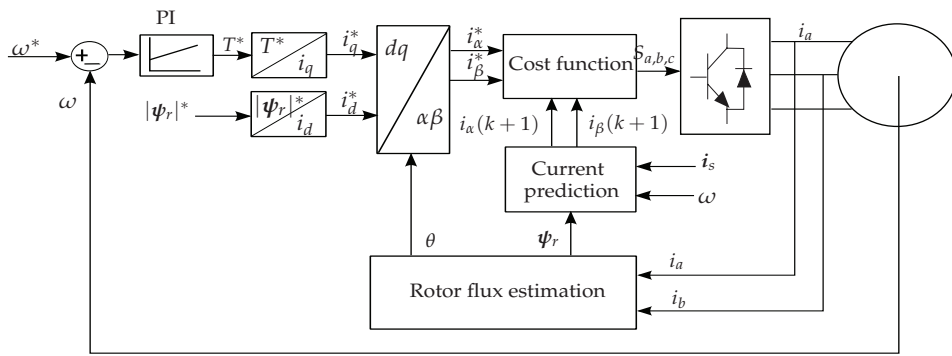 PI
ω*
+
−
ω
T*
T*
i_q
i_q*
|ψ_r|*
|ψ_r|*
i_d
i_d*
dq
αβ
i_α*
i_β*
Cost function
S_{a,b,c}
i_a
i_α(k + 1)
i_β(k + 1)
Current
prediction
i_s
ω
θ
ψ_r
Rotor flux estimation
i_a
i_b